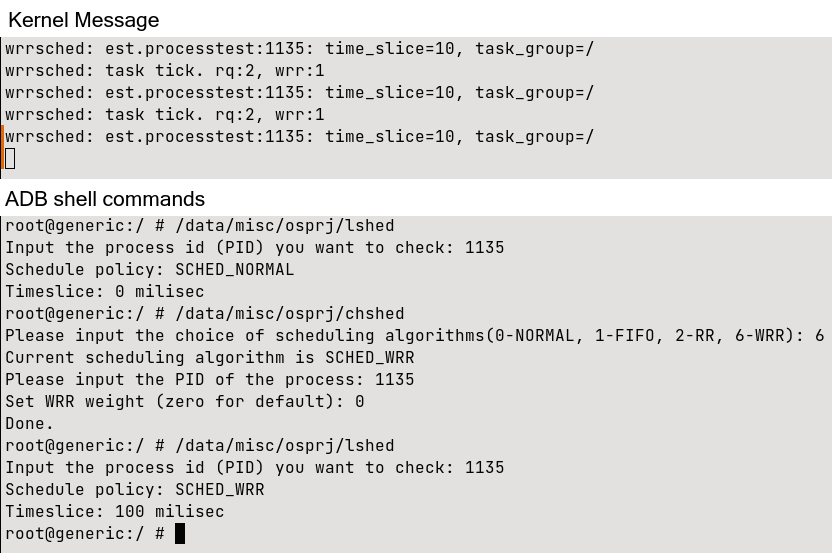 Kernel Message
wrrsched: est.processtest:1135: time_slice=10, task_group=/
wrrsched: task tick. rq:2, wrr:1
wrrsched: est.processtest:1135: time_slice=10, task_group=/
wrrsched: task tick. rq:2, wrr:1
wrrsched: est.processtest:1135: time_slice=10, task_group=/
ADB shell commands
root@generic:/ # /data/misc/osprj/lshed
Input the process id (PID) you want to check: 1135
Schedule policy: SCHED_NORMAL
Timeslice: 0 milisec
root@generic:/ # /data/misc/osprj/chshed
Please input the choice of scheduling algorithms(0-NORMAL, 1-FIFO, 2-RR, 6-WRR): 6
Current scheduling algorithm is SCHED_WRR
Please input the PID of the process: 1135
Set WRR weight (zero for default): 0
Done.
root@generic:/ # /data/misc/osprj/lshed
Input the process id (PID) you want to check: 1135
Schedule policy: SCHED_WRR
Timeslice: 100 milisec
root@generic:/ #